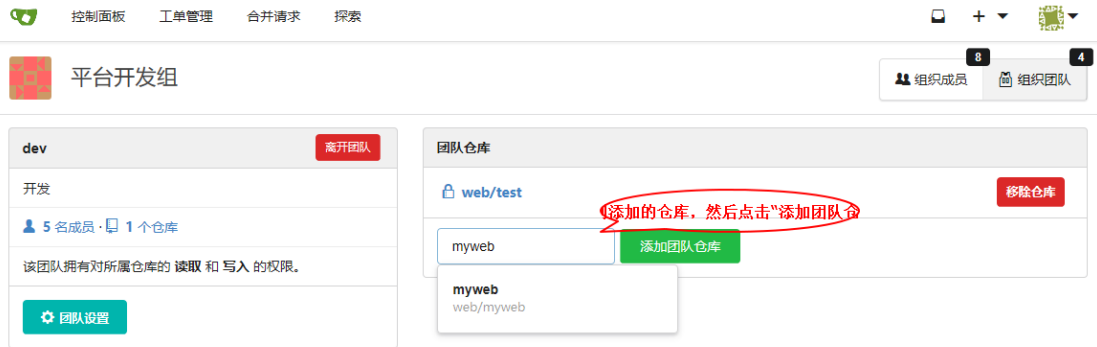 控制面板 工单管理 合并请求 探索
平台开发组
8
组织成员
4
组织团队
dev
离开团队
开发
5 名成员 · 1 个仓库
该团队拥有对所属仓库的 读取 和 写入 的权限。
团队设置
团队仓库
web/test
移除仓库
添加的仓库，然后点击“添加团队仓
myweb
添加团队仓库
myweb
web/myweb